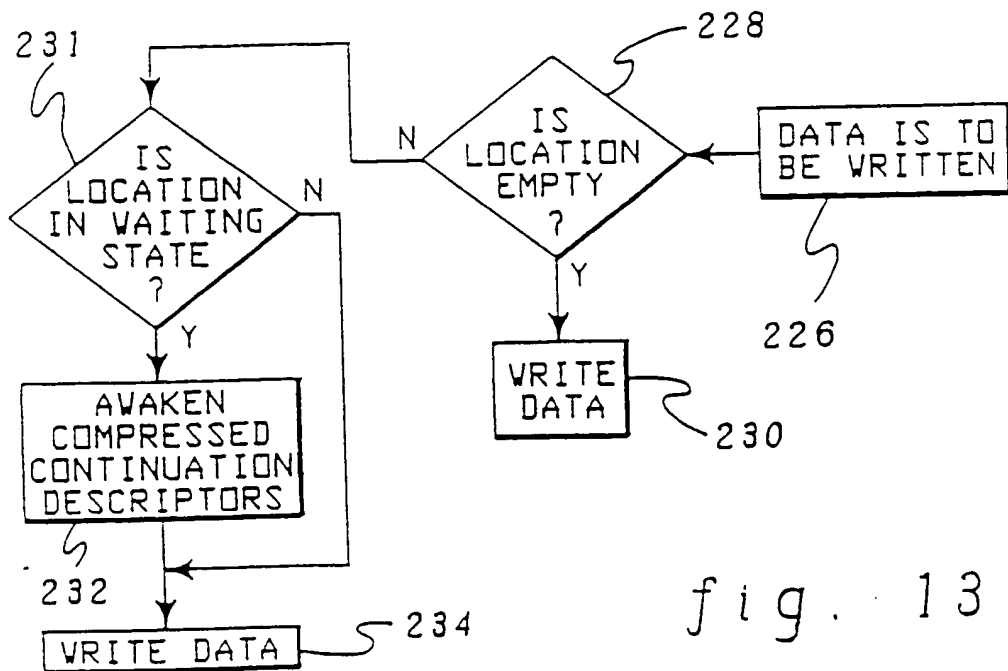 231
IS
LOCATION
IN WAITING
STATE
?
N
Y
AWAKEN
COMPRESSED
CONTINUATION
DESCRIPTORS
232
WRITE DATA
234
228
IS
LOCATION
EMPTY
?
N
Y
WRITE
DATA
230
DATA IS TO
BE WRITTEN
226
fig. 13